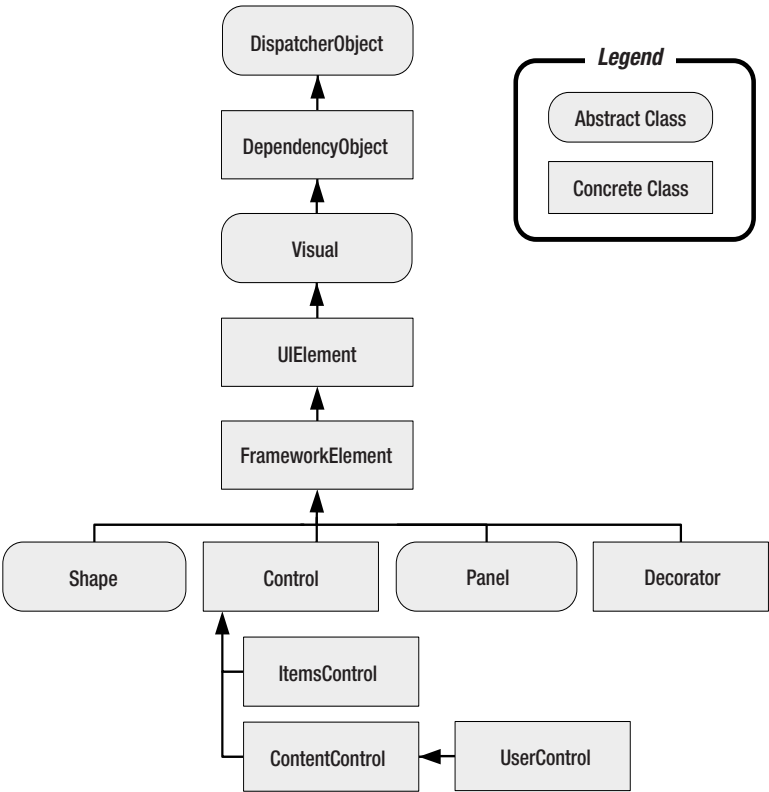 DispatcherObject
Legend
Abstract Class
DependencyObject
Concrete Class
Visual
UIElement
FrameworkElement
Shape
Control
Panel
Decorator
ItemsControl
ContentControl
UserControl